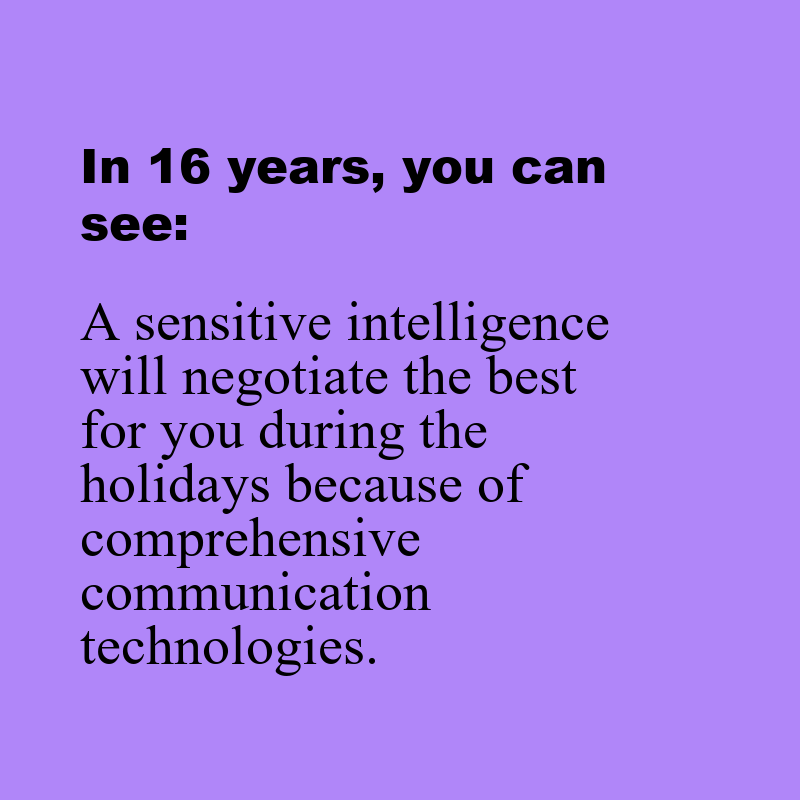 In 16 years, you can
see:
A sensitive intelligence
will negotiate the best
for you during the
holidays because of
comprehensive
communication
technologies.